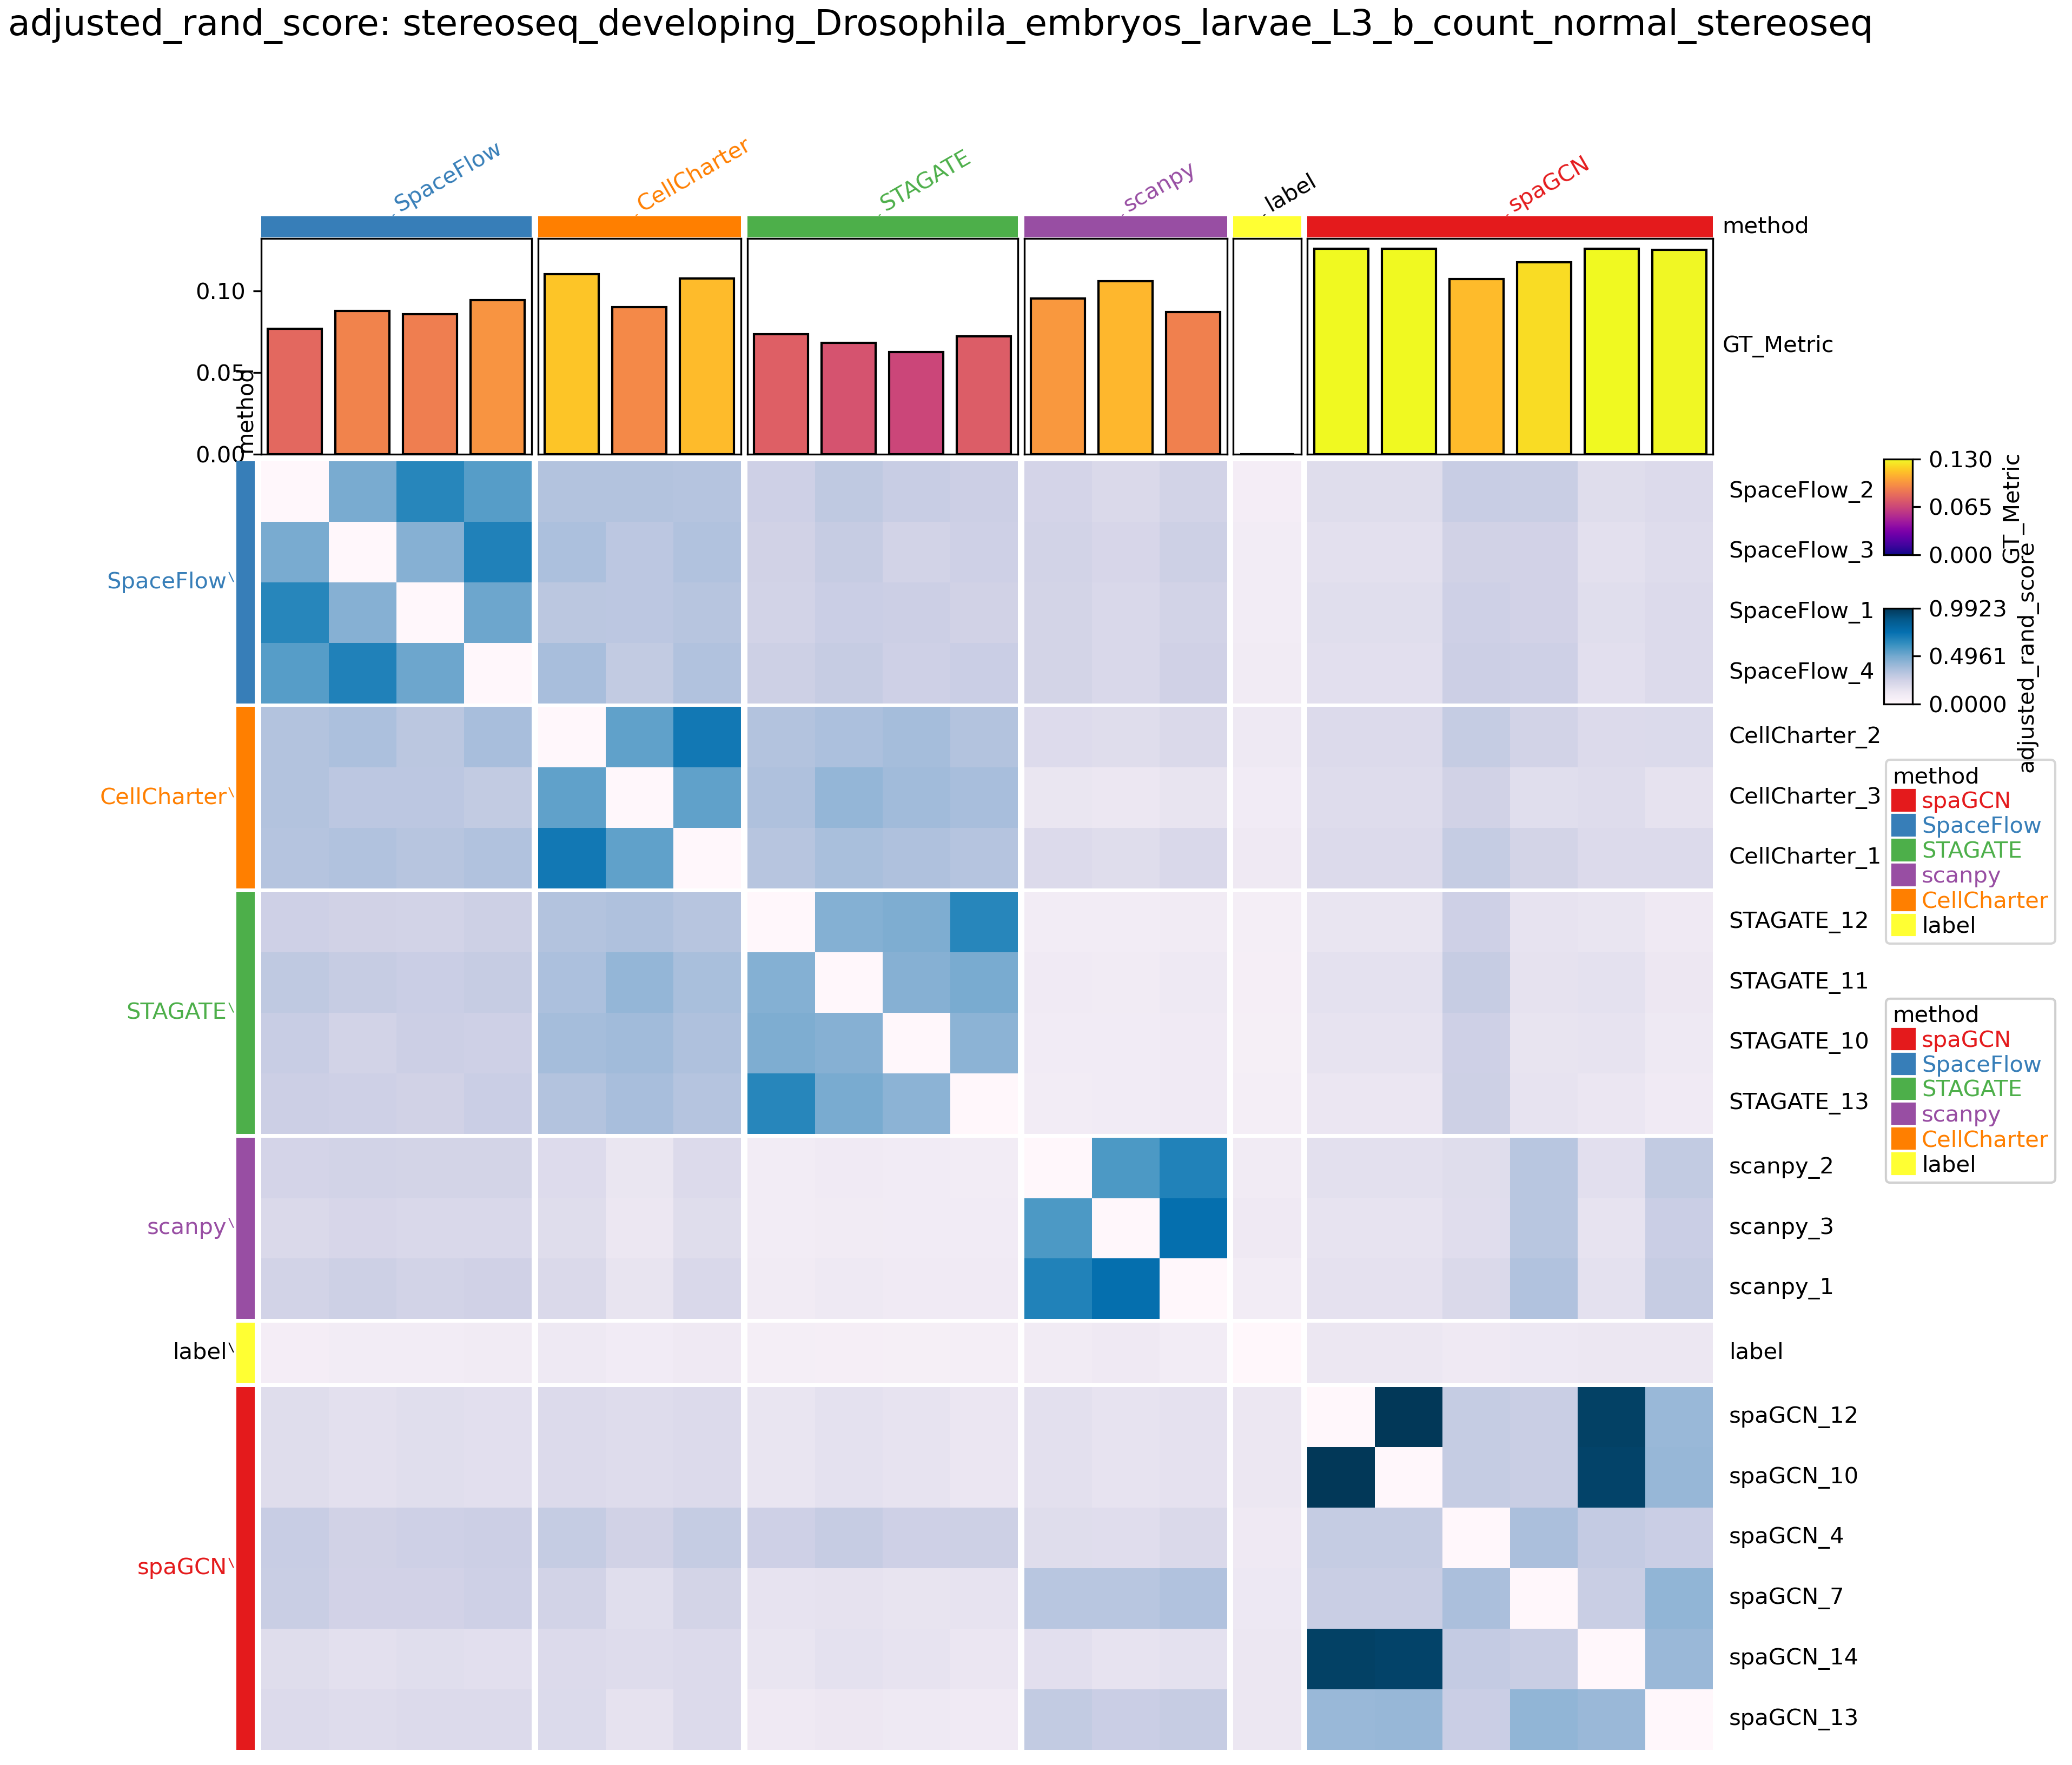 adjusted_rand_score: stereoseq_developing_Drosophila_embryos_larvae_L3_b_count_normal_stereoseq
SpaceFlow
CellCharter
STAGATE
scanpy
label
spaGCN
method
0.10
0.05
0.00
method
GT_Metric
SpaceFlow
CellCharter
STAGATE
scanpy
label
spaGCN
SpaceFlow_2
SpaceFlow_3
SpaceFlow_1
SpaceFlow_4
CellCharter_2
CellCharter_3
CellCharter_1
STAGATE_12
STAGATE_11
STAGATE_10
STAGATE_13
scanpy_2
scanpy_3
scanpy_1
label
spaGCN_12
spaGCN_10
spaGCN_4
spaGCN_7
spaGCN_14
spaGCN_13
0.130
0.065
0.000
GT_Metric
0.9923
0.4961
0.0000
adjusted_rand_score
method
spaGCN
SpaceFlow
STAGATE
scanpy
CellCharter
label
method
spaGCN
SpaceFlow
STAGATE
scanpy
CellCharter
label